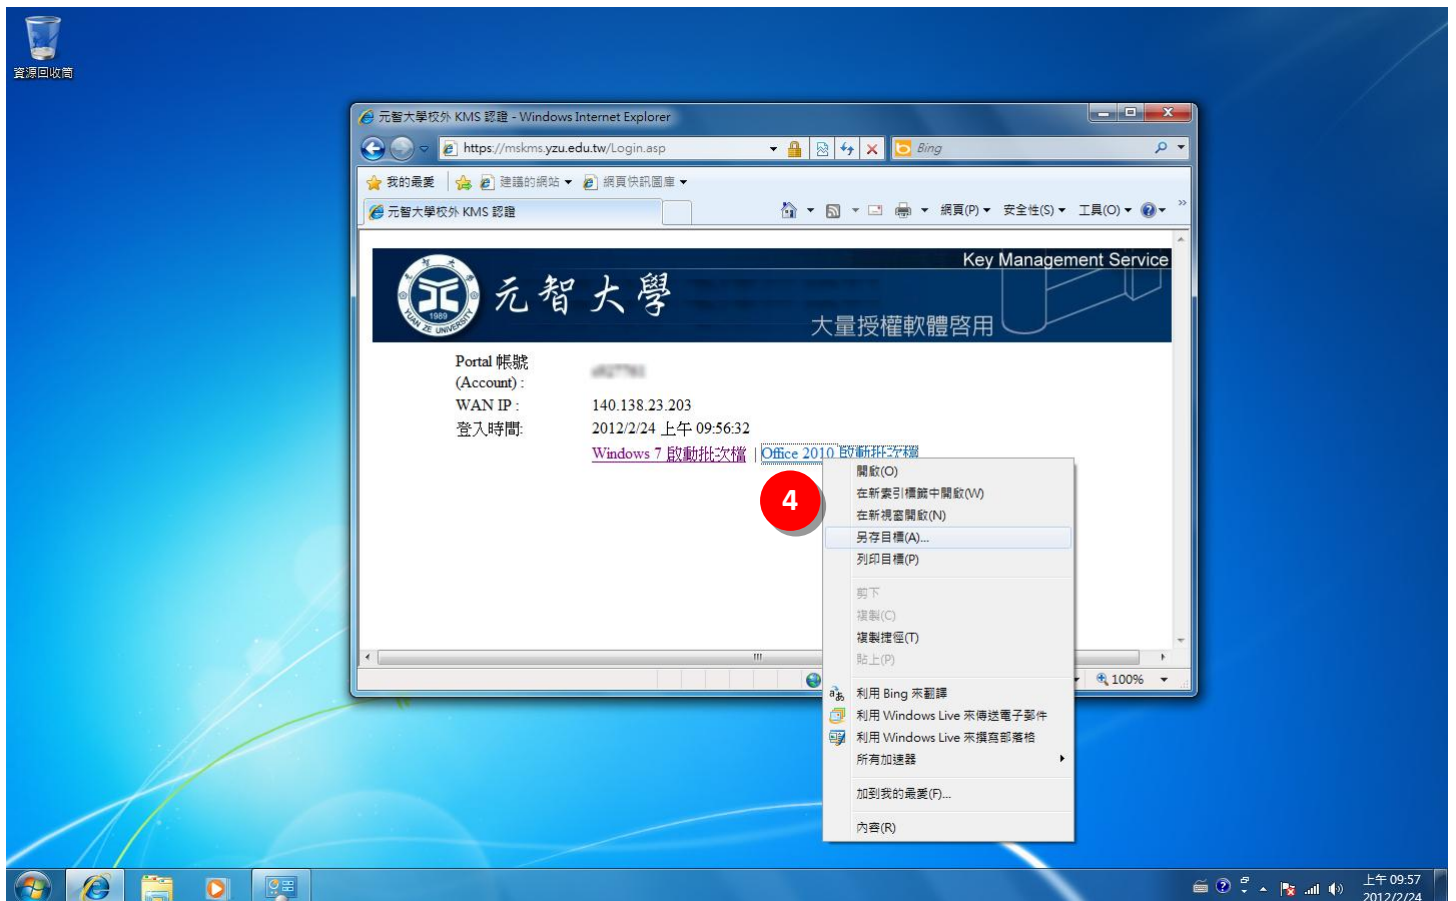 資源回收筒
元智大學校外 KMS 認證 - Windows Internet Explorer
https://mskms.yzu.edu.tw/Login.asp
Bing
我的最愛
建議的網站
網頁快訊圖庫
元智大學校外 KMS 認證
網頁(P)
安全性(S)
工具(O)
Key Management Service
元智大學
YUAN ZE UNIVERSITY
1989
大量授權軟體啓用
Portal 帳號
(Account) :
WAN IP : 140.138.23.203
登入時間: 2012/2/24 上午 09:56:32
Windows 7 啟動批次檔 | Office 2010 啟動批次檔
4
開啟(O)
在新索引標籤中開啟(W)
在新視窗開啟(N)
另存目標(A)...
列印目標(P)
剪下
複製(C)
複製捷徑(T)
貼上(P)
100%
利用 Bing 來翻譯
利用 Windows Live 來傳送電子郵件
利用 Windows Live 來撰寫部落格
所有加速器
加到我的最愛(F)...
內容(R)
上午 09:57
2012/2/24